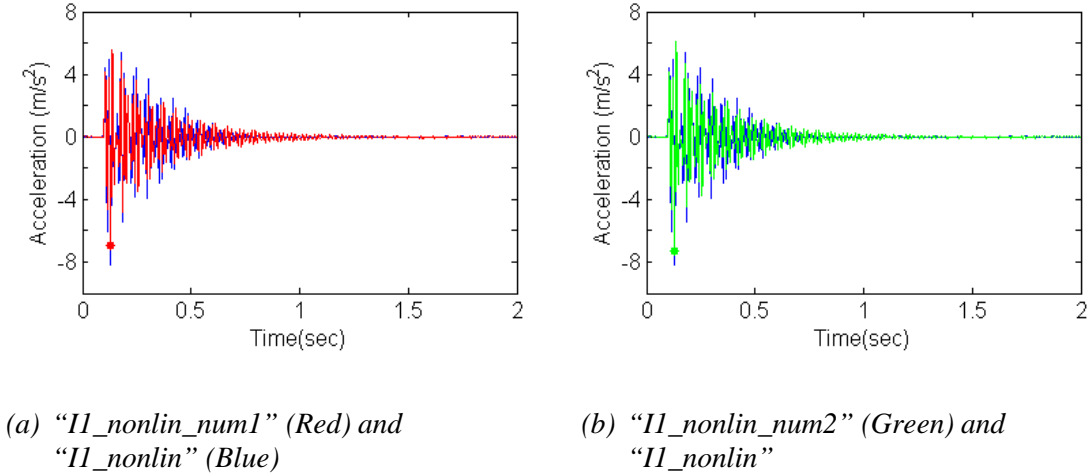 8
4
0
-4
-8
Acceleration (m/s²)
0 0.5 1 1.5 2
Time(sec)
8
4
0
-4
-8
Acceleration (m/s²)
0 0.5 1 1.5 2
Time(sec)
(a) “I1_nonlin_num1” (Red) and
“I1_nonlin” (Blue)
(b) “I1_nonlin_num2” (Green) and
“I1_nonlin”